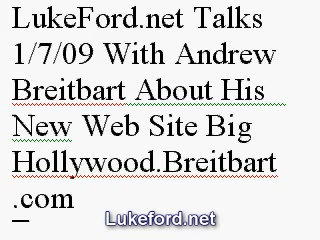 LukeFord.net Talks
1/7/09 With Andrew
Breitbart About His
New Web Site Big
Hollywood.Breitbart
.com
Lukeford.net